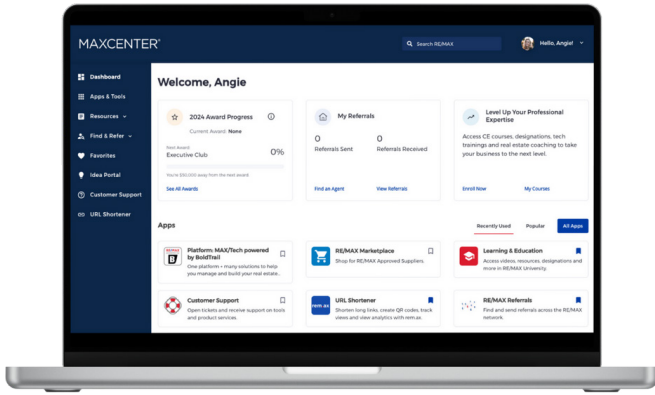 MAXCENTER
Search RE/MAX
Hello, Angie!
Dashboard
Apps & Tools
Resources
Find & Refer
Favorites
Idea Portal
Customer Support
URL Shortener
Welcome, Angie
2024 Award Progress
Current Award: None
Next Award
Executive Club
0%
away from the next award
See All Awards
My Referrals
0
Referrals Sent
0
Referrals Received
Find an Agent
View Referrals
Level Up Your Professional
Expertise
Access CE courses, designations, tech
trainings and real estate coaching to take
your business to the next level.
Enroll Now
My Courses
Apps
Recently Used
Popular
All Apps
Platform: MAX/Tech powered
by BoldTrail
One platform + many solutions to help
you manage and build your real estate..
RE/MAX Marketplace
Shop for RE/MAX Approved Suppliers.
Learning & Education
Access videos, resources, designations and
more in RE/MAX University.
Customer Support
Open tickets and receive support on tools
and product services.
rem.ax
URL Shortener
Shorten long links, create QR codes, track
views and view analytics with rem.ax.
RE/MAX Referrals
Find and send referrals across the RE/MAX
network.